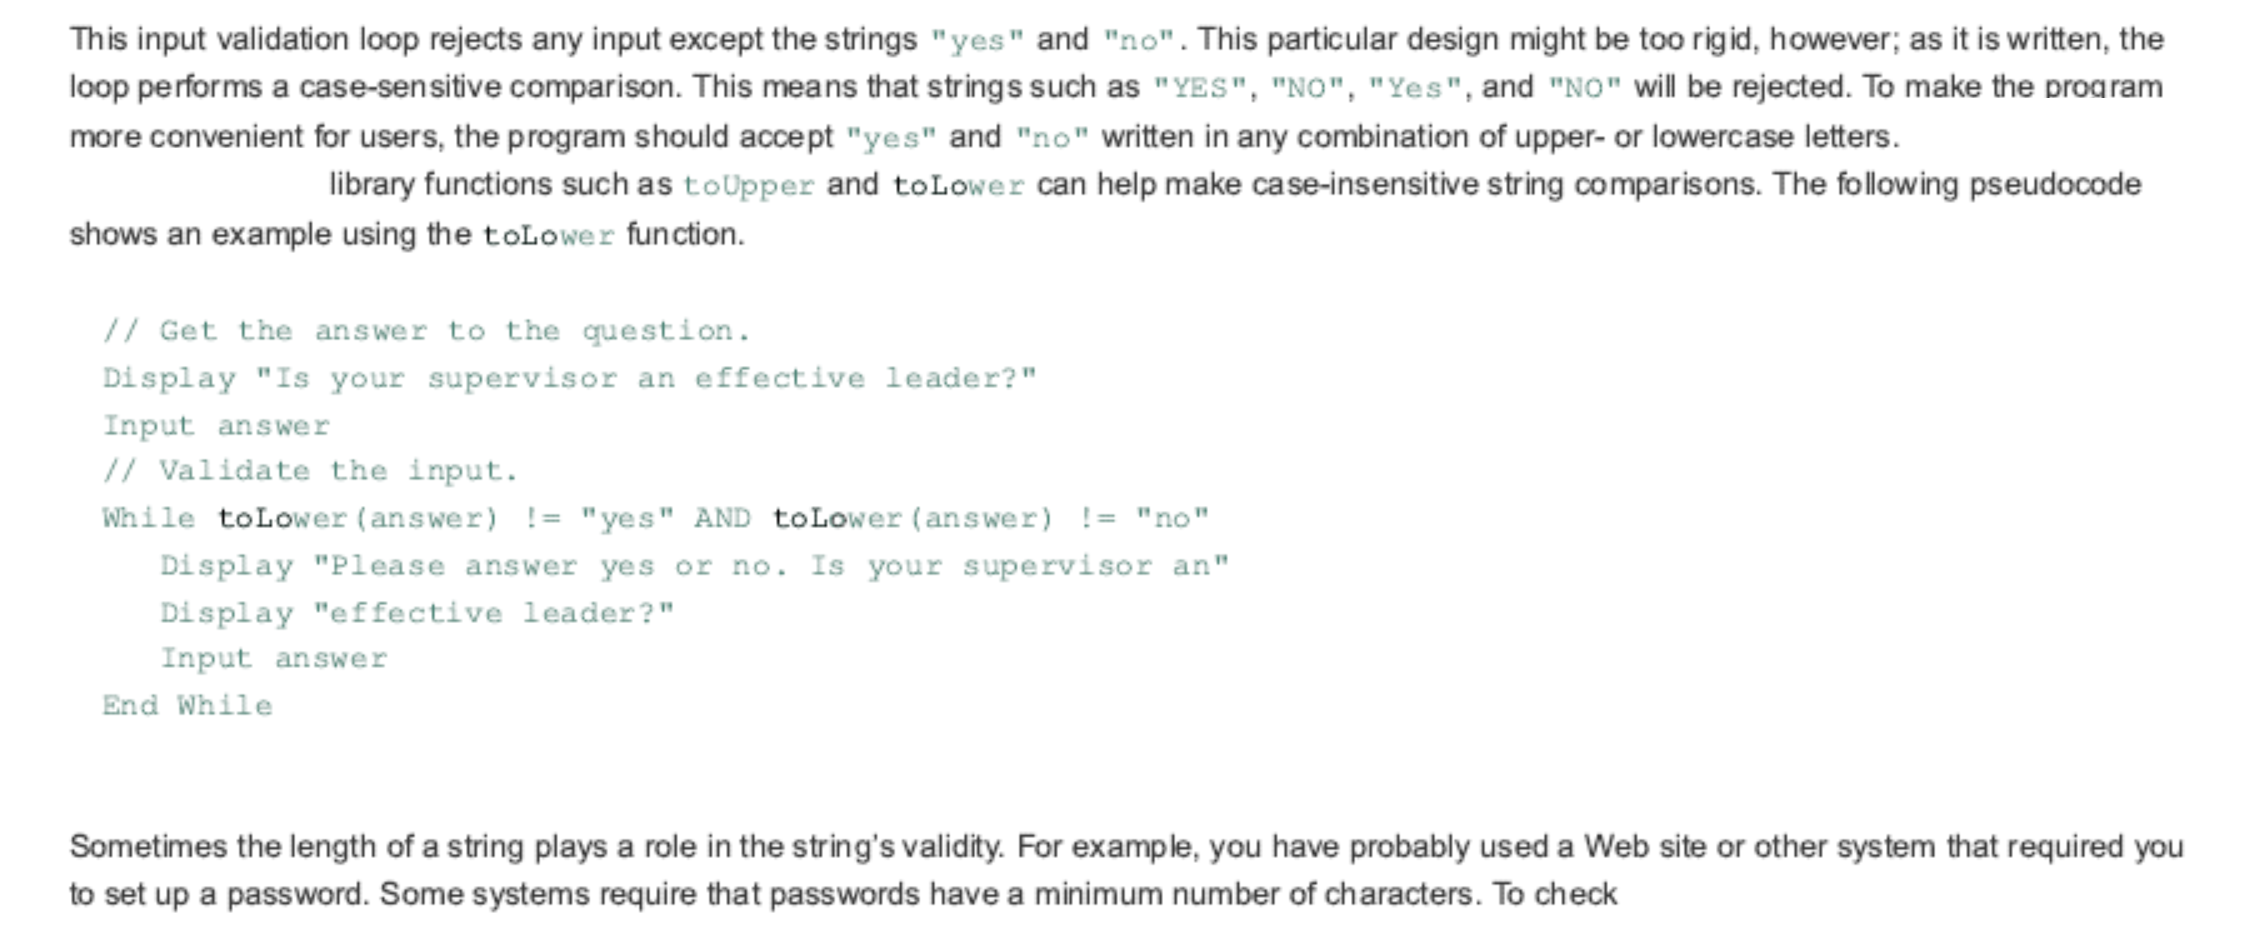 This input validation loop rejects any input except the strings "yes" and "no". This particular design might be too rigid, however; as it is written, the
loop performs a case-sensitive comparison. This means that strings such as "YES", "NO", "Yes", and "NO" will be rejected. To make the program
more convenient for users, the program should accept "yes" and "no" written in any combination of upper- or lowercase letters.
library functions such as toUpper and toLower can help make case-insensitive string comparisons. The following pseudocode
shows an example using the toLower function.
// Get the answer to the question.
Display "Is your supervisor an effective leader?"
Input answer
// Validate the input.
While toLower(answer) != "yes" AND toLower(answer) != "no"
Display "Please answer yes or no. Is your supervisor an"
Display "effective leader?"
Input answer
End While
Sometimes the length of a string plays a role in the string's validity. For example, you have probably used a Web site or other system that required you
to set up a password. Some systems require that passwords have a minimum number of characters. To check